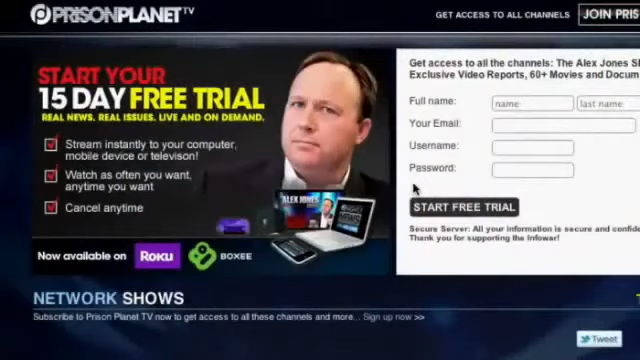 PRISONPLANET TV
GET ACCESS TO ALL CHANNELS
JOIN PRIS
START YOUR
15 DAY FREE TRIAL
REAL NEWS. REAL ISSUES. LIVE AND ON DEMAND.
Stream instantly to your computer,
mobile device or televison!
Watch as often you want,
anytime you want
Cancel anytime
ALEX JONES
Now available on
Roku
BOXEE
Get access to all the channels: The Alex Jones S
Exclusive Video Reports, 60+ Movies and Docum
Full name:
name
last name
Your Email:
Username:
Password:
START FREE TRIAL
Secure Server: All your information is secure and confide
Thank you for supporting the Infowar!
NETWORK SHOWS
Subscribe to Prison Planet TV now to get access to all these channels and more... Sign up now >>
Tweet